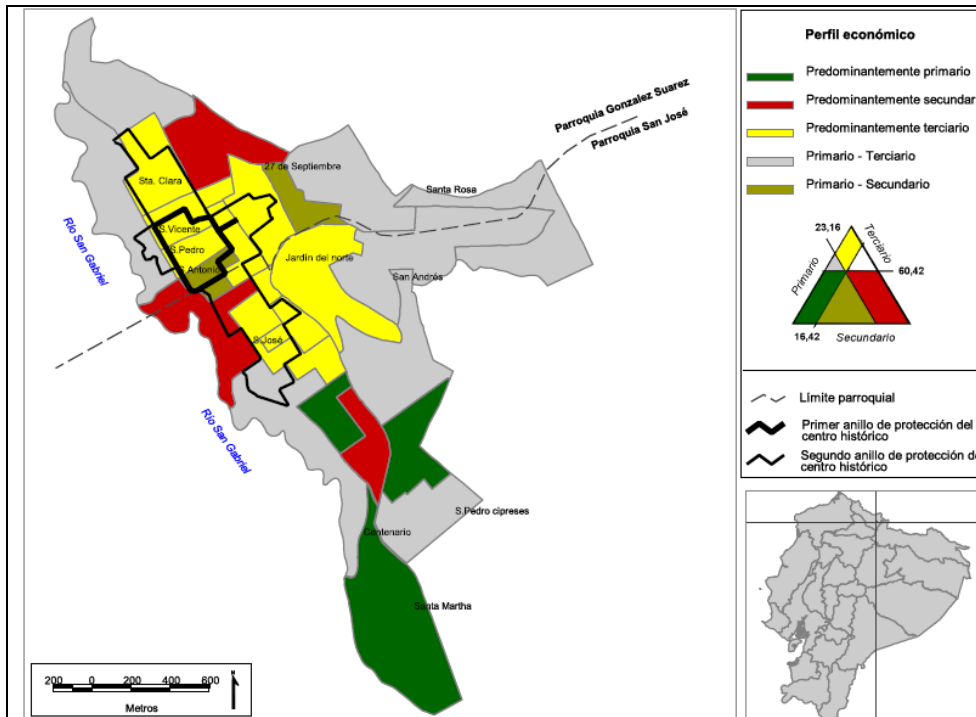 Perfil económico
Predominantemente primario
Predominantemente secundar
Predominantemente terciario
Primario - Terciario
Primario - Secundario
23,16
Terciario
Primario
60,42
16,42
Secundario
Límite parroquial
Primer anillo de protección del
centro histórico
Segundo anillo de protección de
centro histórico
Parroquia Gonzalez Suarez
Parroquia San José
27 de Septiembre
Sta. Clara
Santa Rosa
S.Vicente
Río San Gabriel
S.Pedro
Jardín del norte
S.Antonio
San Andrés
S.José
Río San Gabriel
S.Pedro cipreses
Centenario
Santa Martha
200 0 200 400 600
Metros
N